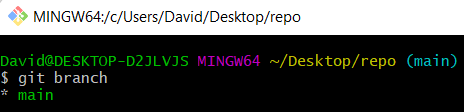 MINGW64:/c/Users/David/Desktop/repo
David@DESKTOP-D2JLVJS MINGW64 ~/Desktop/repo (main)
$ git branch
* main